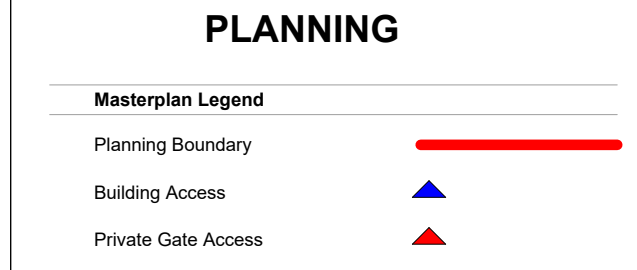 PLANNING
Masterplan Legend
Planning Boundary
Building Access
Private Gate Access